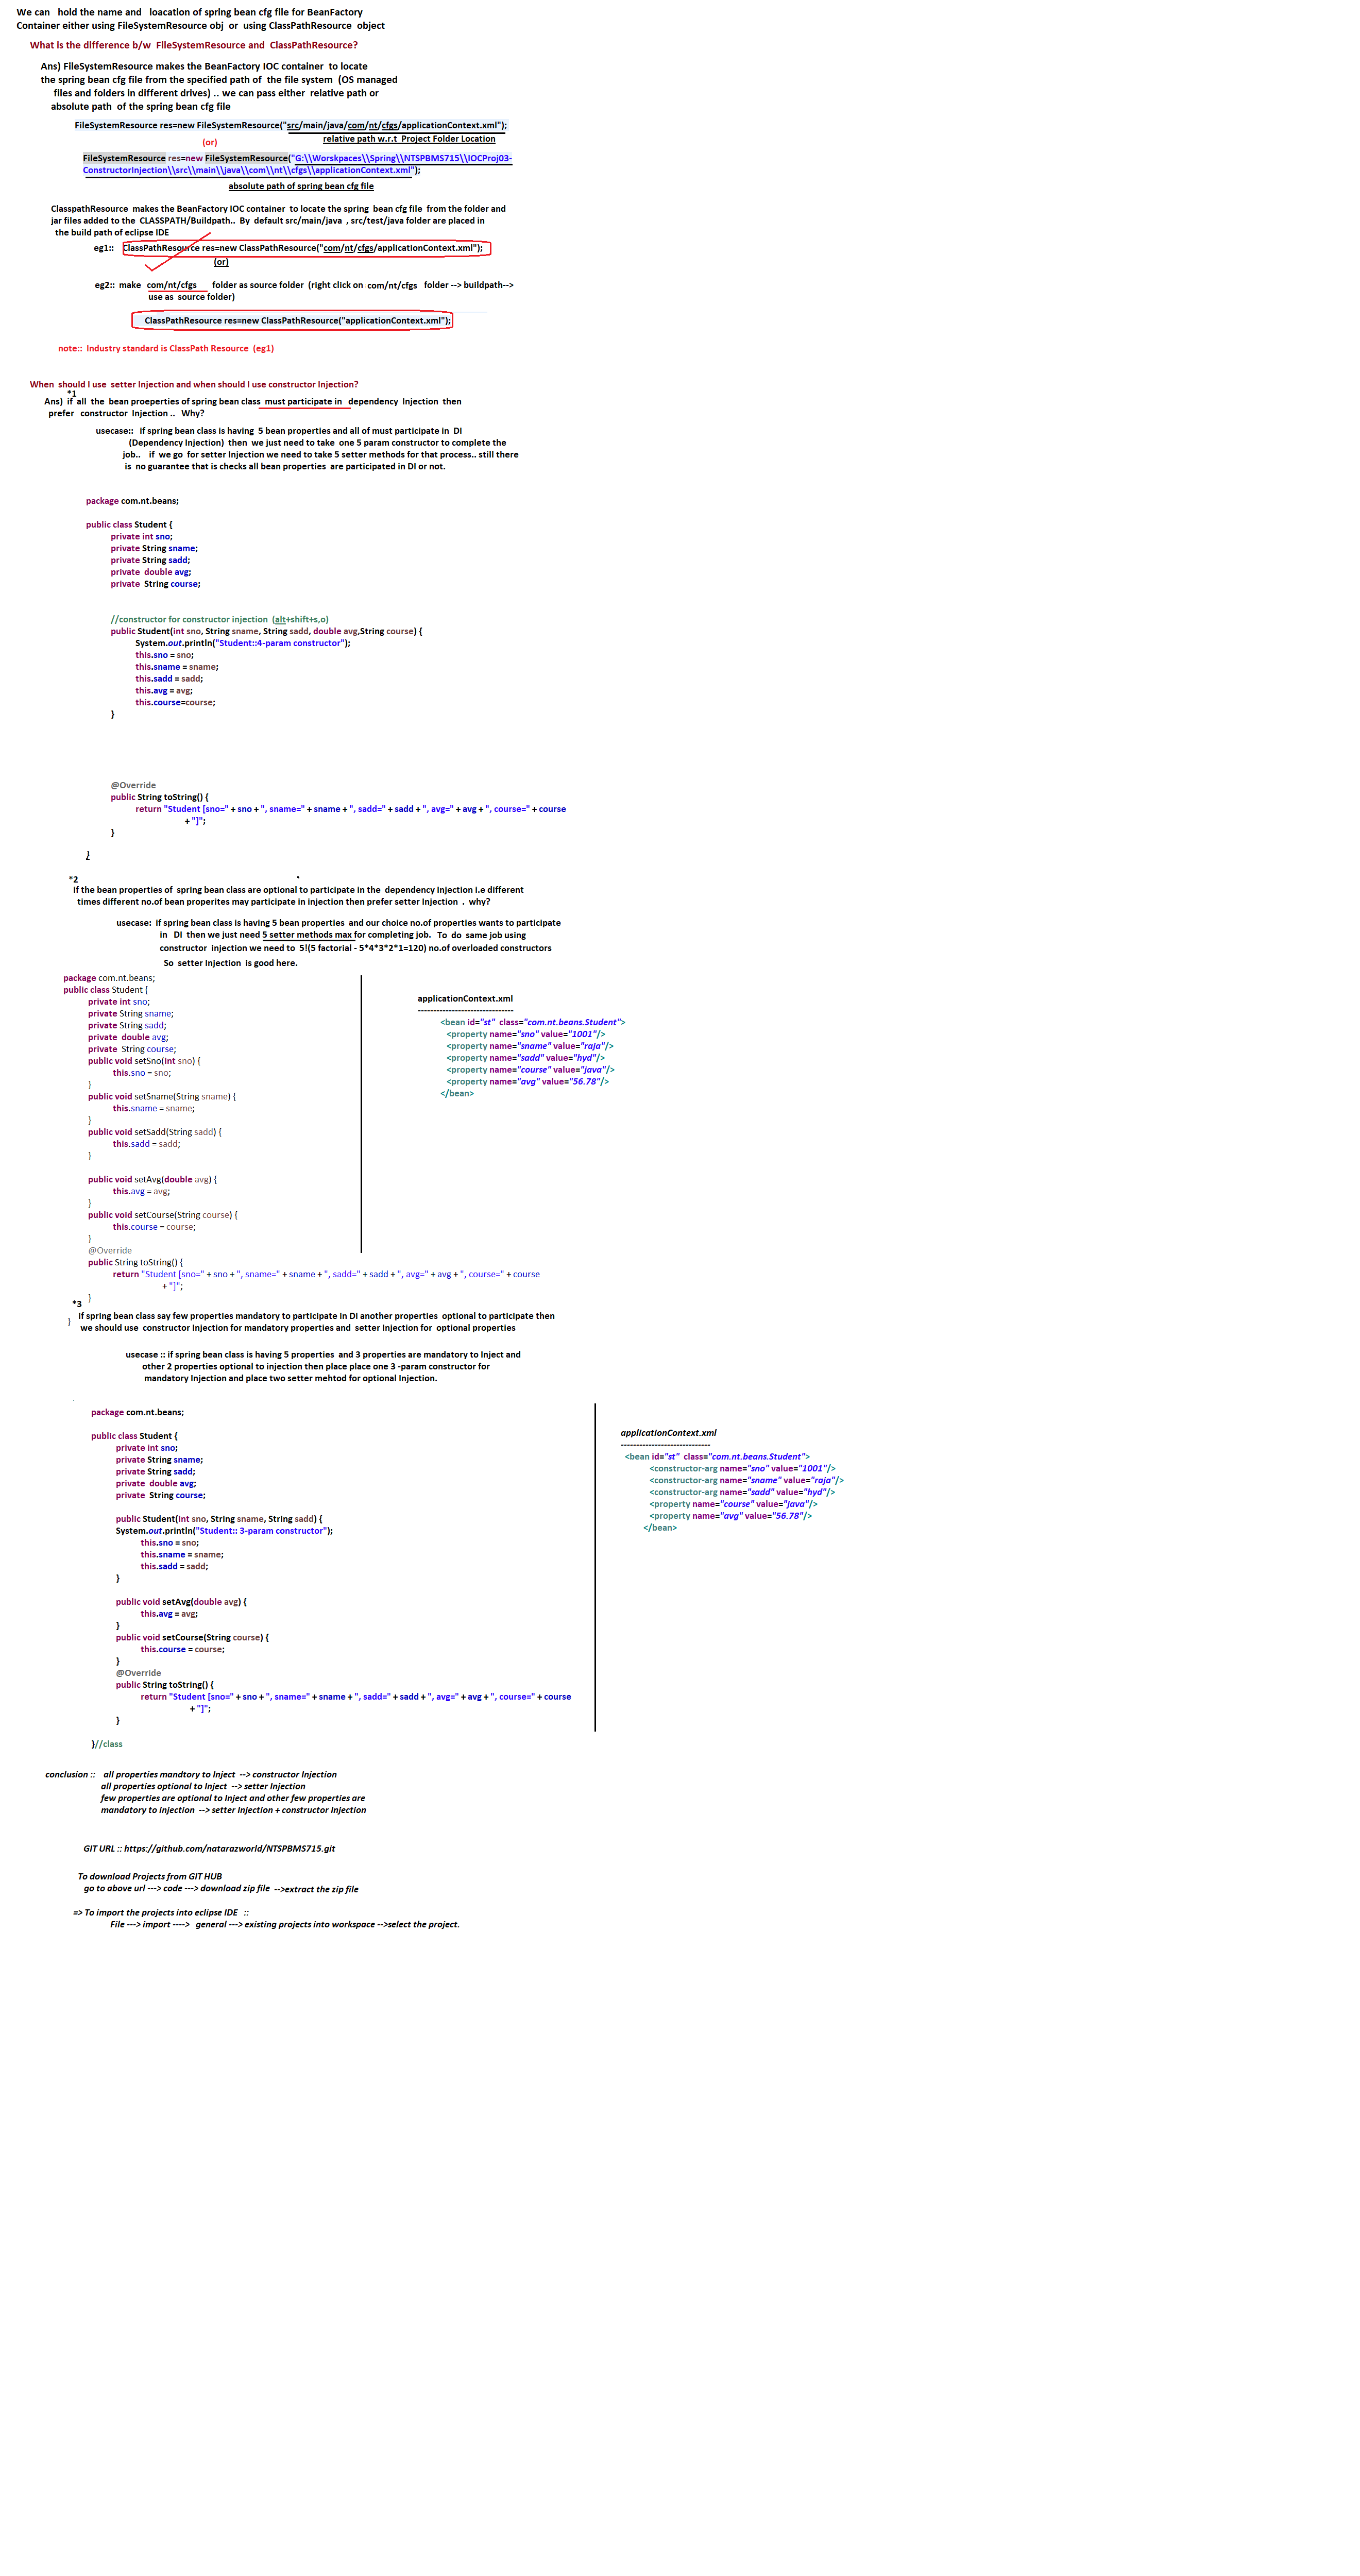 We can hold the name and loacation of spring bean cfg file for BeanFactory
Container either using FileSystemResource obj or using ClassPathResource object
What is the difference b/w FileSystemResource and ClassPathResource?
Ans) FileSystemResource makes the BeanFactory IOC container to locate
the spring bean cfg file from the specified path of the file system (OS managed
files and folders in different drives) .. we can pass either relative path or
absolute path of the spring bean cfg file
FileSystemResource res=new FileSystemResource("src/main/java/com/nt/cfgs/applicationContext.xml");
relative path w.r.t Project Folder Location
(or)
FileSystemResource res=new FileSystemResource("G:\\Worskpaces\\Spring\\NTSPBMS715\\IOCProj03-
ConstructorInjection\\src\\main\\java\\com\\nt\\cfgs\\applicationContext.xml");
absolute path of spring bean cfg file
ClasspathResource makes the BeanFactory IOC container to locate the spring bean cfg file from the folder and
jar files added to the CLASSPATH/Buildpath.. By default src/main/java , src/test/java folder are placed in
the build path of eclipse IDE
eg1:: ClassPathResource res=new ClassPathResource("com/nt/cfgs/applicationContext.xml");
(or)
eg2:: make com/nt/cfgs folder as source folder (right click on com/nt/cfgs folder --> buildpath-->
use as source folder)
ClassPathResource res=new ClassPathResource("applicationContext.xml");
note:: Industry standard is ClassPath Resource (eg1)
When should I use setter Injection and when should I use constructor Injection?
*1
Ans) if all the bean proeperties of spring bean class must participate in dependency Injection then
prefer constructor Injection .. Why?
usecase:: if spring bean class is having 5 bean properties and all of must participate in DI
(Dependency Injection) then we just need to take one 5 param constructor to complete the
job.. if we go for setter Injection we need to take 5 setter methods for that process.. still there
is no guarantee that is checks all bean properties are participated in DI or not.
package com.nt.beans;
public class Student {
private int sno;
private String sname;
private String sadd;
private double avg;
private String course;
//constructor for constructor injection (alt+shift+s,o)
public Student(int sno, String sname, String sadd, double avg,String course) {
System.out.println("Student::4-param constructor");
this.sno = sno;
this.sname = sname;
this.sadd = sadd;
this.avg = avg;
this.course=course;
}
@Override
public String toString() {
return "Student [sno=" + sno + ", sname=" + sname + ", sadd=" + sadd + ", avg=" + avg + ", course=" + course
+ "]";
}
}
*2
if the bean properties of spring bean class are optional to participate in the dependency Injection i.e different
times different no.of bean properites may participate in injection then prefer setter Injection . why?
usecase: if spring bean class is having 5 bean properties and our choice no.of properties wants to participate
in DI then we just need 5 setter methods max for completing job. To do same job using
constructor injection we need to 5!(5 factorial - 5*4*3*2*1=120) no.of overloaded constructors
So setter Injection is good here.
package com.nt.beans;
public class Student {
private int sno;
private String sname;
private String sadd;
private double avg;
private String course;
public void setSno(int sno) {
this.sno = sno;
}
public void setSname(String sname) {
this.sname = sname;
}
public void setSadd(String sadd) {
this.sadd = sadd;
}
public void setAvg(double avg) {
this.avg = avg;
}
public void setCourse(String course) {
this.course = course;
}
@Override
public String toString() {
return "Student [sno=" + sno + ", sname=" + sname + ", sadd=" + sadd + ", avg=" + avg + ", course=" + course
+ "]";
}
}
applicationContext.xml
-------------------------------
<bean id="st" class="com.nt.beans.Student">
<property name="sno" value="1001"/>
<property name="sname" value="raja"/>
<property name="sadd" value="hyd"/>
<property name="course" value="java"/>
<property name="avg" value="56.78"/>
</bean>
*3
if spring bean class say few properties mandatory to participate in DI another properties optional to participate then
we should use constructor Injection for mandatory properties and setter Injection for optional properties
usecase :: if spring bean class is having 5 properties and 3 properties are mandatory to Inject and
other 2 properties optional to injection then place place one 3 -param constructor for
mandatory Injection and place two setter mehtod for optional Injection.
package com.nt.beans;
public class Student {
private int sno;
private String sname;
private String sadd;
private double avg;
private String course;
public Student(int sno, String sname, String sadd) {
System.out.println("Student:: 3-param constructor");
this.sno = sno;
this.sname = sname;
this.sadd = sadd;
}
public void setAvg(double avg) {
this.avg = avg;
}
public void setCourse(String course) {
this.course = course;
}
@Override
public String toString() {
return "Student [sno=" + sno + ", sname=" + sname + ", sadd=" + sadd + ", avg=" + avg + ", course=" + course
+ "]";
}
}//class
applicationContext.xml
-----------------------------
<bean id="st" class="com.nt.beans.Student">
<constructor-arg name="sno" value="1001"/>
<constructor-arg name="sname" value="raja"/>
<constructor-arg name="sadd" value="hyd"/>
<property name="course" value="java"/>
<property name="avg" value="56.78"/>
</bean>
conclusion :: all properties mandtory to Inject --> constructor Injection
all properties optional to Inject --> setter Injection
few properties are optional to Inject and other few properties are
mandatory to injection --> setter Injection + constructor Injection
GIT URL :: https://github.com/natarazworld/NTSPBMS715.git
To download Projects from GIT HUB
go to above url ---> code ---> download zip file -->extract the zip file
=> To import the projects into eclipse IDE ::
File ---> import ----> general ---> existing projects into workspace -->select the project.